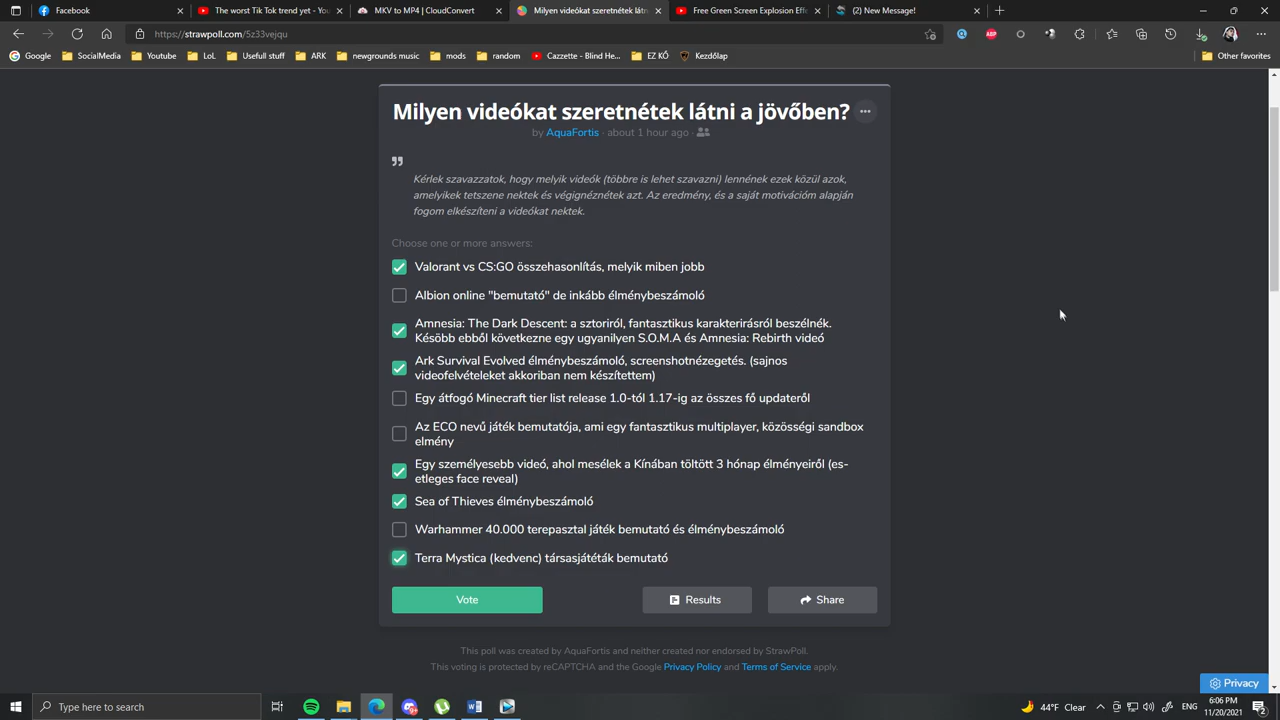 Facebook
The worst Tik Tok trend yet - You
MKV to MP4 | CloudConvert
Milyen videókat szeretnétek látni
Free Green Screen Explosion Effe
(2) New Message!
https://strawpoll.com/5z33vejqu
Google
SocialMedia
Youtube
LoL
Usefull stuff
ARK
newgrounds music
mods
random
Cazzette - Blind He...
EZ KŐ
Kezdőlap
Other favorites
Milyen videókat szeretnétek látni a jövőben?
by AquaFortis · about 1 hour ago ·
Kérlek szavazzatok, hogy melyik videók (többre is lehet szavazni) lennének ezek közül azok,
amelyikek tetszene nektek és végignéznétek azt. Az eredmény, és a saját motivációm alapján
fogom elkészíteni a videókat nektek.
Choose one or more answers:
Valorant vs CS:GO összehasonlítás, melyik miben jobb
Albion online "bemutató" de inkább élménybeszámoló
Amnesia: The Dark Descent: a sztoriról, fantasztikus karakterirásról beszélnék.
Késöbb ebből következne egy ugyanilyen S.O.M.A és Amnesia: Rebirth videó
Ark Survival Evolved élménybeszámoló, screenshotnézegetés. (sajnos
videofelvételeket akkoriban nem készítettem)
Egy átfogó Minecraft tier list release 1.0-tól 1.17-ig az összes fő updateről
Az ECO nevű játék bemutatója, ami egy fantasztikus multiplayer, közösségi sandbox
elmény
Egy személyesebb videó, ahol mesélek a Kínában töltött 3 hónap élményeiről (es-
etleges face reveal)
Sea of Thieves élménybeszámoló
Warhammer 40.000 terepasztal játék bemutató és élménybeszámoló
Terra Mystica (kedvenc) társasjátéták bemutató
Vote
Results
Share
This poll was created by AquaFortis and neither created nor endorsed by StrawPoll.
This voting is protected by reCAPTCHA and the Google Privacy Policy and Terms of Service apply.
Privacy
Type here to search
44°F Clear
ENG
6:06 PM
11/20/2021
2